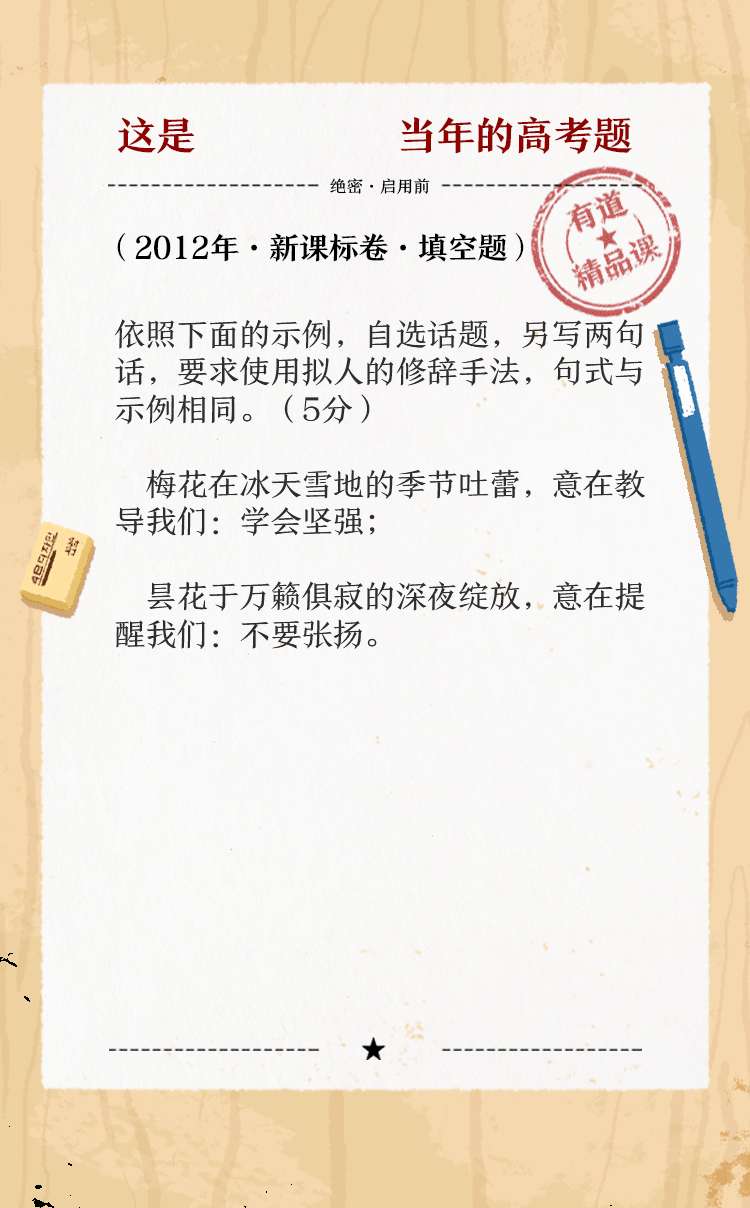 这是 当年的高考题
绝密·启用前
有道
精品课
（2012年·新课标卷·填空题）
依照下面的示例，自选话题，另写两句
话，要求使用拟人的修辞手法，句式与
示例相同。（5分）
梅花在冰天雪地的季节吐蕾，意在教
导我们：学会坚强；
昙花于万籁俱寂的深夜绽放，意在提
醒我们：不要张扬。